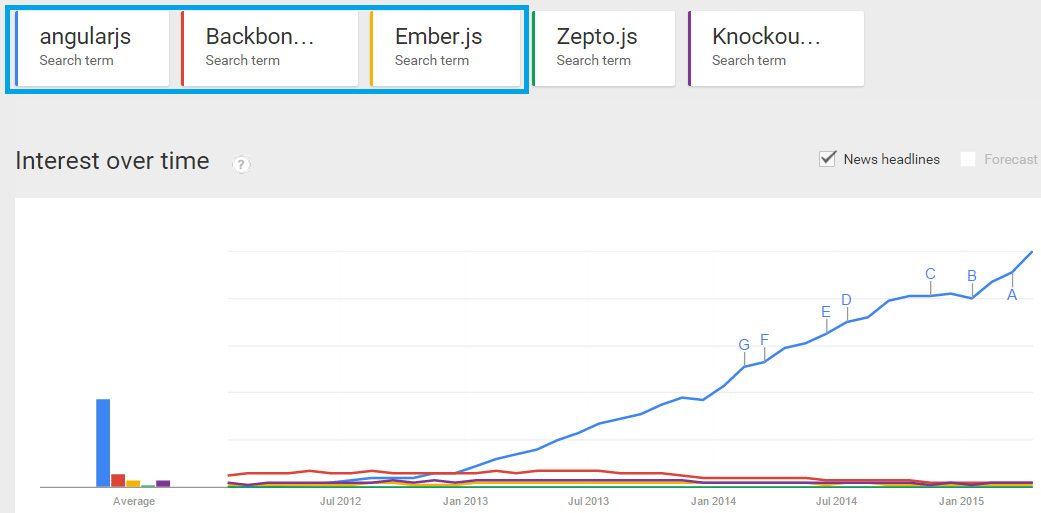 angularjs Backbon... Ember.js Zepto.js Knockou...
Search term Search term Search term Search term Search term
Interest over time ? News headlines Forecast
C B
A
D
E
F
G
Average Jul 2012 Jan 2013 Jul 2013 Jan 2014 Jul 2014 Jan 2015